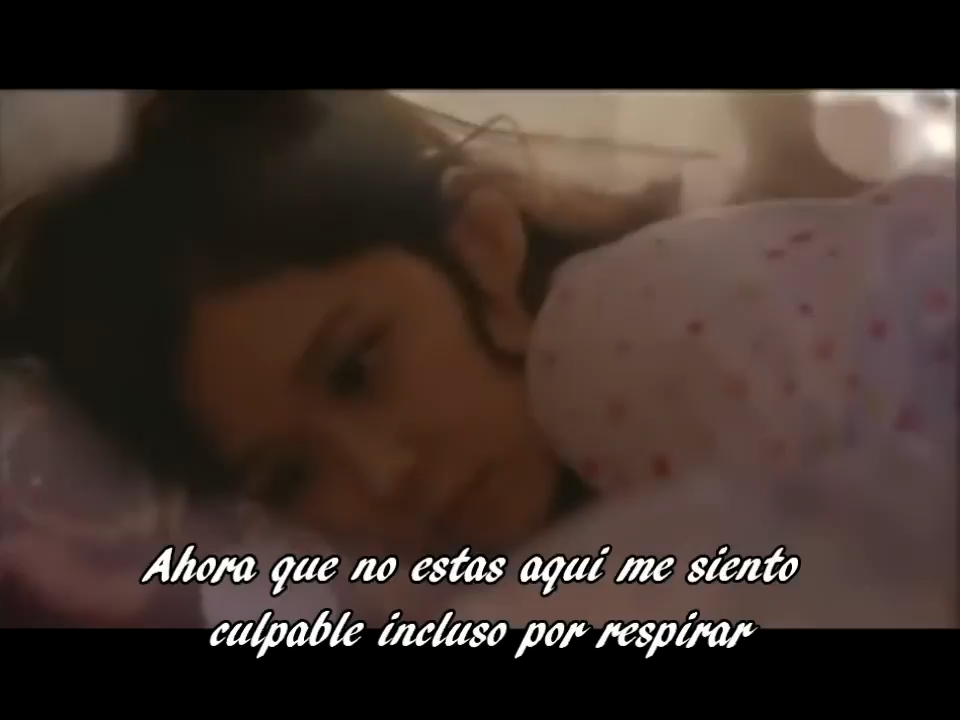 Ahora que no estas aqui me siento
culpable incluso por respirar